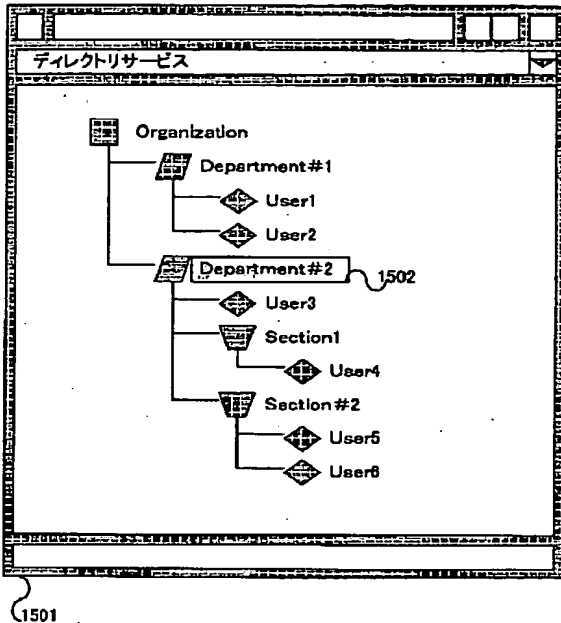 ディレクトリサービス
Organization
Department#1
User1
User2
Department#2
1502
User3
Section1
User4
Section#2
User5
User6
1501